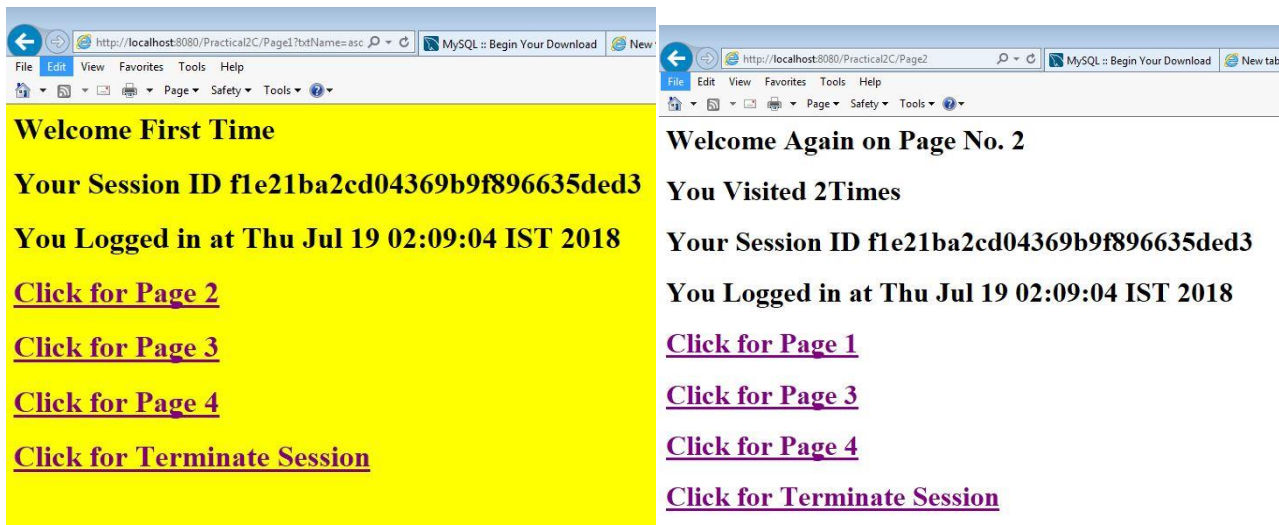 http://localhost:8080/Practical2C/Page1?txtName=asc
MySQL :: Begin Your Download
New
File Edit View Favorites Tools Help
Page Safety Tools
Welcome First Time
Your Session ID f1e21ba2cd04369b9f896635ded3
You Logged in at Thu Jul 19 02:09:04 IST 2018
Click for Page 2
Click for Page 3
Click for Page 4
Click for Terminate Session
http://localhost:8080/Practical2C/Page2
MySQL :: Begin Your Download
New tab
File Edit View Favorites Tools Help
Page Safety Tools
Welcome Again on Page No. 2
You Visited 2Times
Your Session ID f1e21ba2cd04369b9f896635ded3
You Logged in at Thu Jul 19 02:09:04 IST 2018
Click for Page 1
Click for Page 3
Click for Page 4
Click for Terminate Session